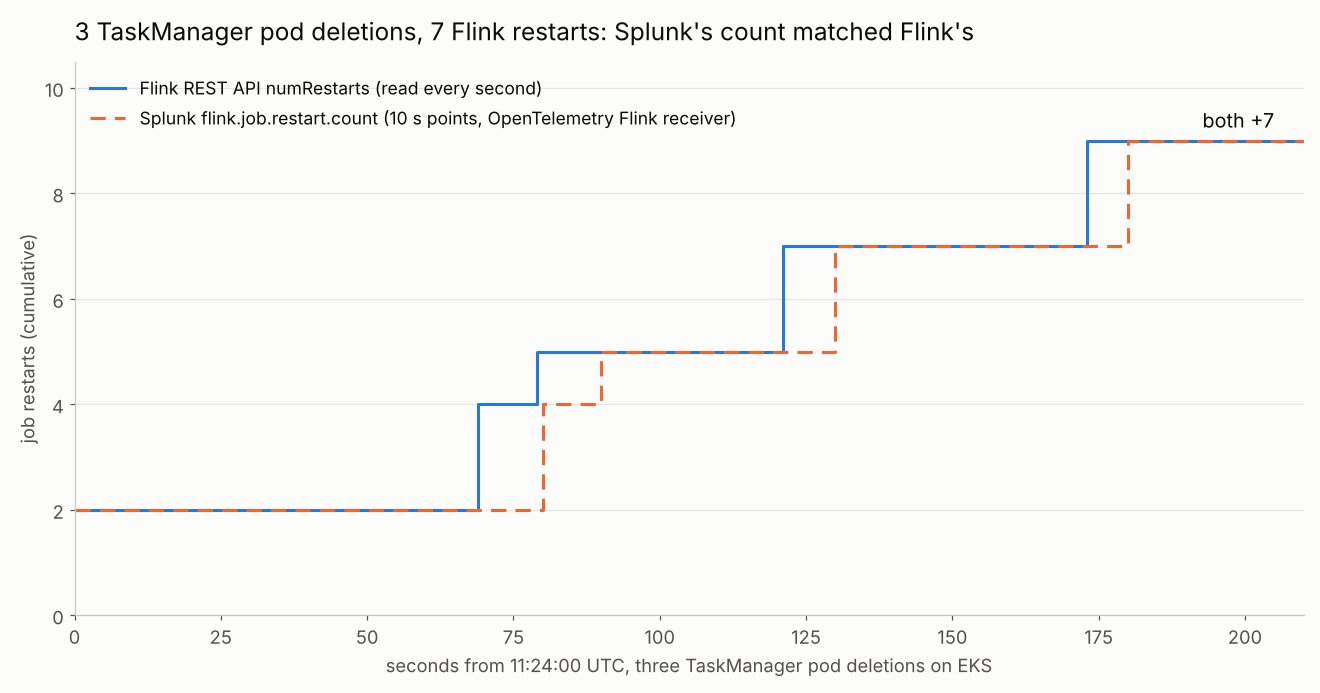 3 TaskManager pod deletions, 7 Flink restarts: Splunk's count matched Flink's
Flink REST API numRestarts (read every second)
Splunk flink.job.restart.count (10 s points, OpenTelemetry Flink receiver)
both +7
job restarts (cumulative)
10
8
6
4
2
0
0 25 50 75 100 125 150 175 200
seconds from 11:24:00 UTC, three TaskManager pod deletions on EKS